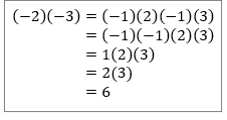 (−2)(−3) = (−1)(2)(−1)(3)
= (−1)(−1)(2)(3)
= 1(2)(3)
= 2(3)
= 6